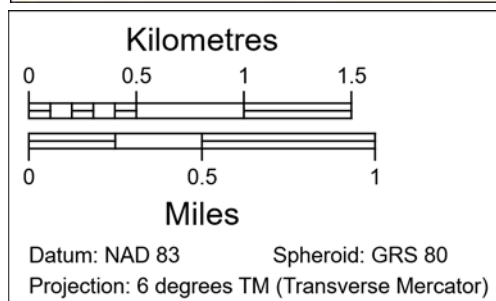 Kilometres
0 0.5 1 1.5
0 0.5 1
Miles
Datum: NAD 83 Spheroid: GRS 80
Projection: 6 degrees TM (Transverse Mercator)